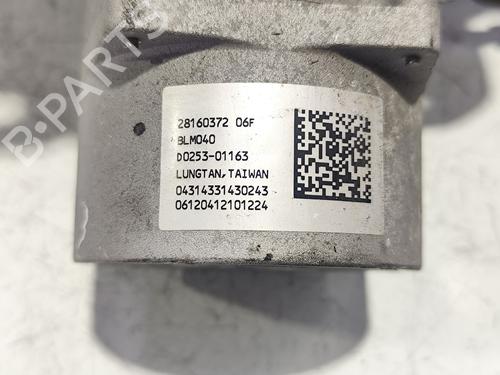 B-PARTS
28160372 06F
BLM040
D0253-01163
LUNGTAN, TAIWAN
04314331430243
06120412101224